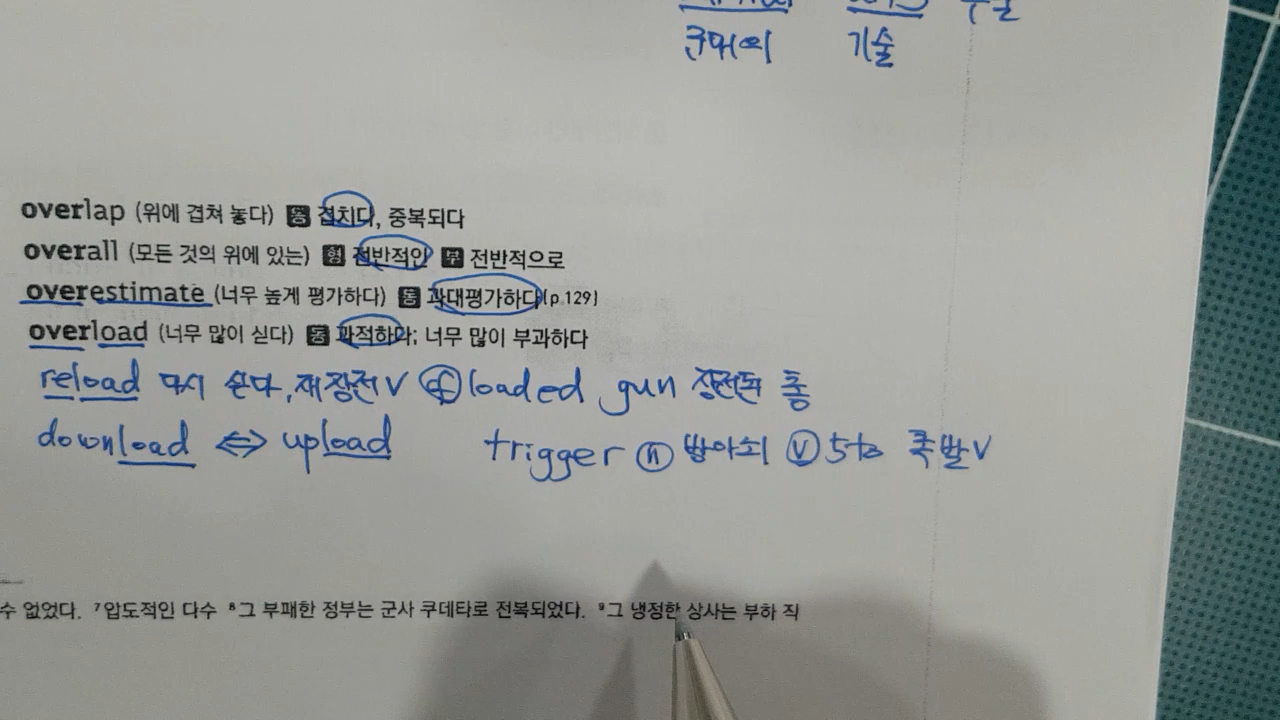 기술
overlap (위에 겹쳐 놓다) 동 겹치다, 중복되다
overall (모든 것의 위에 있는) 형 전반적인 부 전반적으로
overestimate (너무 높게 평가하다) 동 과대평가하다(p.129)
overload (너무 많이 싣다) 동 과적하다; 너무 많이 부과하다
reload 다시 싣다, 재장전V cf loaded gun 장전된 총
download ⇔ upload trigger n 방아쇠 v 촉발V
수 없었다. ⁷압도적인 다수 ⁸그 부패한 정부는 군사 쿠데타로 전복되었다. ⁹그 냉정한 상사는 부하 직